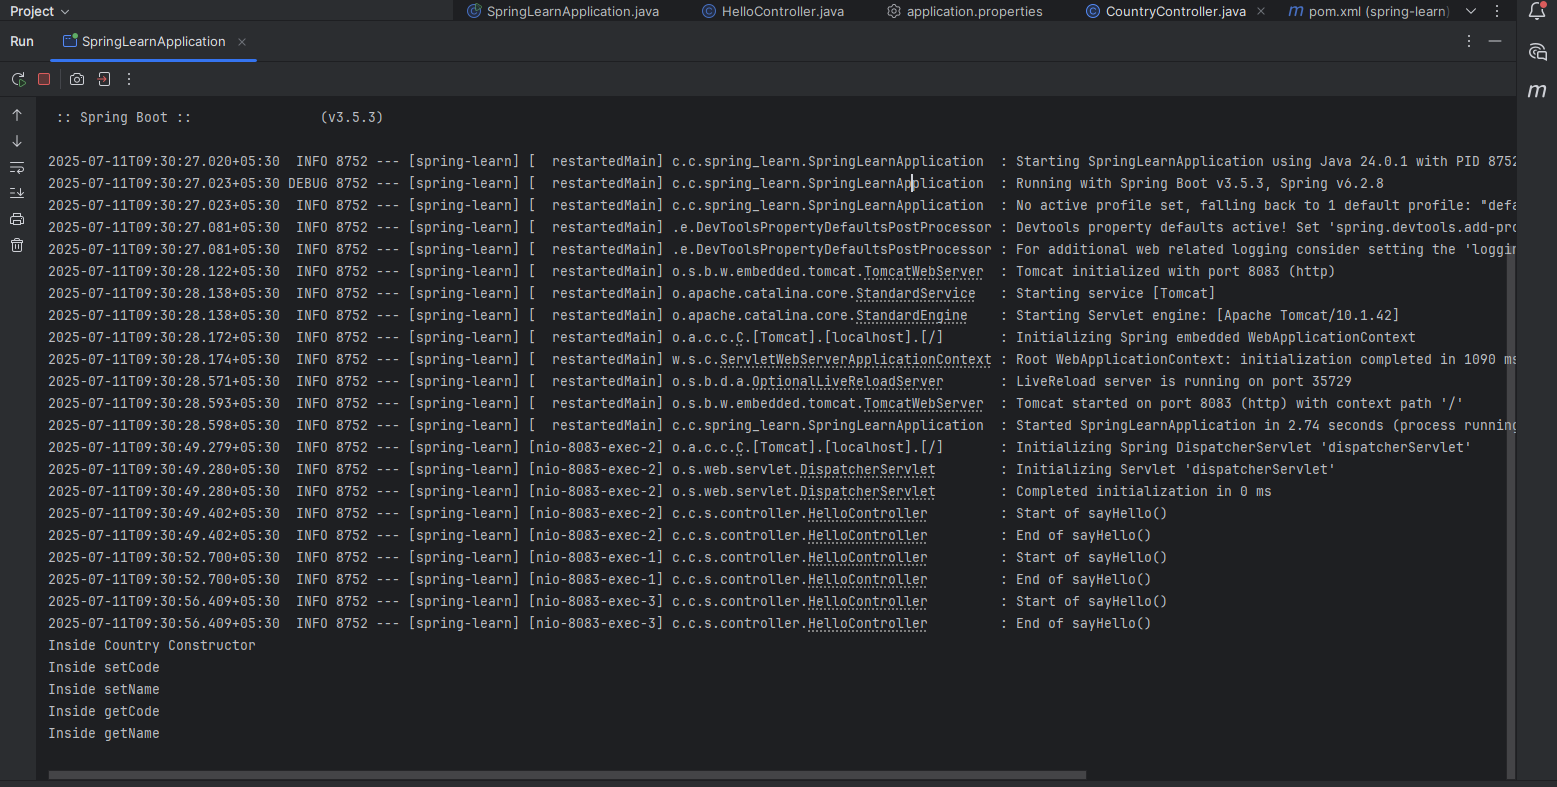 Project
SpringLearnApplication.java HelloController.java application.properties CountryController.java pom.xml (spring-learn)
Run SpringLearnApplication
:: Spring Boot :: (v3.5.3)
2025-07-11T09:30:27.020+05:30 INFO 8752 --- [spring-learn] [ restartedMain] c.c.spring_learn.SpringLearnApplication : Starting SpringLearnApplication using Java 24.0.1 with PID 8752
2025-07-11T09:30:27.023+05:30 DEBUG 8752 --- [spring-learn] [ restartedMain] c.c.spring_learn.SpringLearnApplication : Running with Spring Boot v3.5.3, Spring v6.2.8
2025-07-11T09:30:27.023+05:30 INFO 8752 --- [spring-learn] [ restartedMain] c.c.spring_learn.SpringLearnApplication : No active profile set, falling back to 1 default profile: "defa
2025-07-11T09:30:27.081+05:30 INFO 8752 --- [spring-learn] [ restartedMain] .e.DevToolsPropertyDefaultsPostProcessor : Devtools property defaults active! Set 'spring.devtools.add-pro
2025-07-11T09:30:27.081+05:30 INFO 8752 --- [spring-learn] [ restartedMain] .e.DevToolsPropertyDefaultsPostProcessor : For additional web related logging consider setting the 'loggin
2025-07-11T09:30:28.122+05:30 INFO 8752 --- [spring-learn] [ restartedMain] o.s.b.w.embedded.tomcat.TomcatWebServer : Tomcat initialized with port 8083 (http)
2025-07-11T09:30:28.138+05:30 INFO 8752 --- [spring-learn] [ restartedMain] o.apache.catalina.core.StandardService : Starting service [Tomcat]
2025-07-11T09:30:28.138+05:30 INFO 8752 --- [spring-learn] [ restartedMain] o.apache.catalina.core.StandardEngine : Starting Servlet engine: [Apache Tomcat/10.1.42]
2025-07-11T09:30:28.172+05:30 INFO 8752 --- [spring-learn] [ restartedMain] o.a.c.c.C.[Tomcat].[localhost].[/] : Initializing Spring embedded WebApplicationContext
2025-07-11T09:30:28.174+05:30 INFO 8752 --- [spring-learn] [ restartedMain] w.s.c.ServletWebServerApplicationContext : Root WebApplicationContext: initialization completed in 1090 ms
2025-07-11T09:30:28.571+05:30 INFO 8752 --- [spring-learn] [ restartedMain] o.s.b.d.a.OptionalLiveReloadServer : LiveReload server is running on port 35729
2025-07-11T09:30:28.593+05:30 INFO 8752 --- [spring-learn] [ restartedMain] o.s.b.w.embedded.tomcat.TomcatWebServer : Tomcat started on port 8083 (http) with context path '/'
2025-07-11T09:30:28.598+05:30 INFO 8752 --- [spring-learn] [ restartedMain] c.c.spring_learn.SpringLearnApplication : Started SpringLearnApplication in 2.74 seconds (process running
2025-07-11T09:30:49.279+05:30 INFO 8752 --- [spring-learn] [nio-8083-exec-2] o.a.c.c.C.[Tomcat].[localhost].[/] : Initializing Spring DispatcherServlet 'dispatcherServlet'
2025-07-11T09:30:49.280+05:30 INFO 8752 --- [spring-learn] [nio-8083-exec-2] o.s.web.servlet.DispatcherServlet : Initializing Servlet 'dispatcherServlet'
2025-07-11T09:30:49.280+05:30 INFO 8752 --- [spring-learn] [nio-8083-exec-2] o.s.web.servlet.DispatcherServlet : Completed initialization in 0 ms
2025-07-11T09:30:49.402+05:30 INFO 8752 --- [spring-learn] [nio-8083-exec-2] c.c.s.controller.HelloController : Start of sayHello()
2025-07-11T09:30:49.402+05:30 INFO 8752 --- [spring-learn] [nio-8083-exec-2] c.c.s.controller.HelloController : End of sayHello()
2025-07-11T09:30:52.700+05:30 INFO 8752 --- [spring-learn] [nio-8083-exec-1] c.c.s.controller.HelloController : Start of sayHello()
2025-07-11T09:30:52.700+05:30 INFO 8752 --- [spring-learn] [nio-8083-exec-1] c.c.s.controller.HelloController : End of sayHello()
2025-07-11T09:30:56.409+05:30 INFO 8752 --- [spring-learn] [nio-8083-exec-3] c.c.s.controller.HelloController : Start of sayHello()
2025-07-11T09:30:56.409+05:30 INFO 8752 --- [spring-learn] [nio-8083-exec-3] c.c.s.controller.HelloController : End of sayHello()
Inside Country Constructor
Inside setCode
Inside setName
Inside getCode
Inside getName